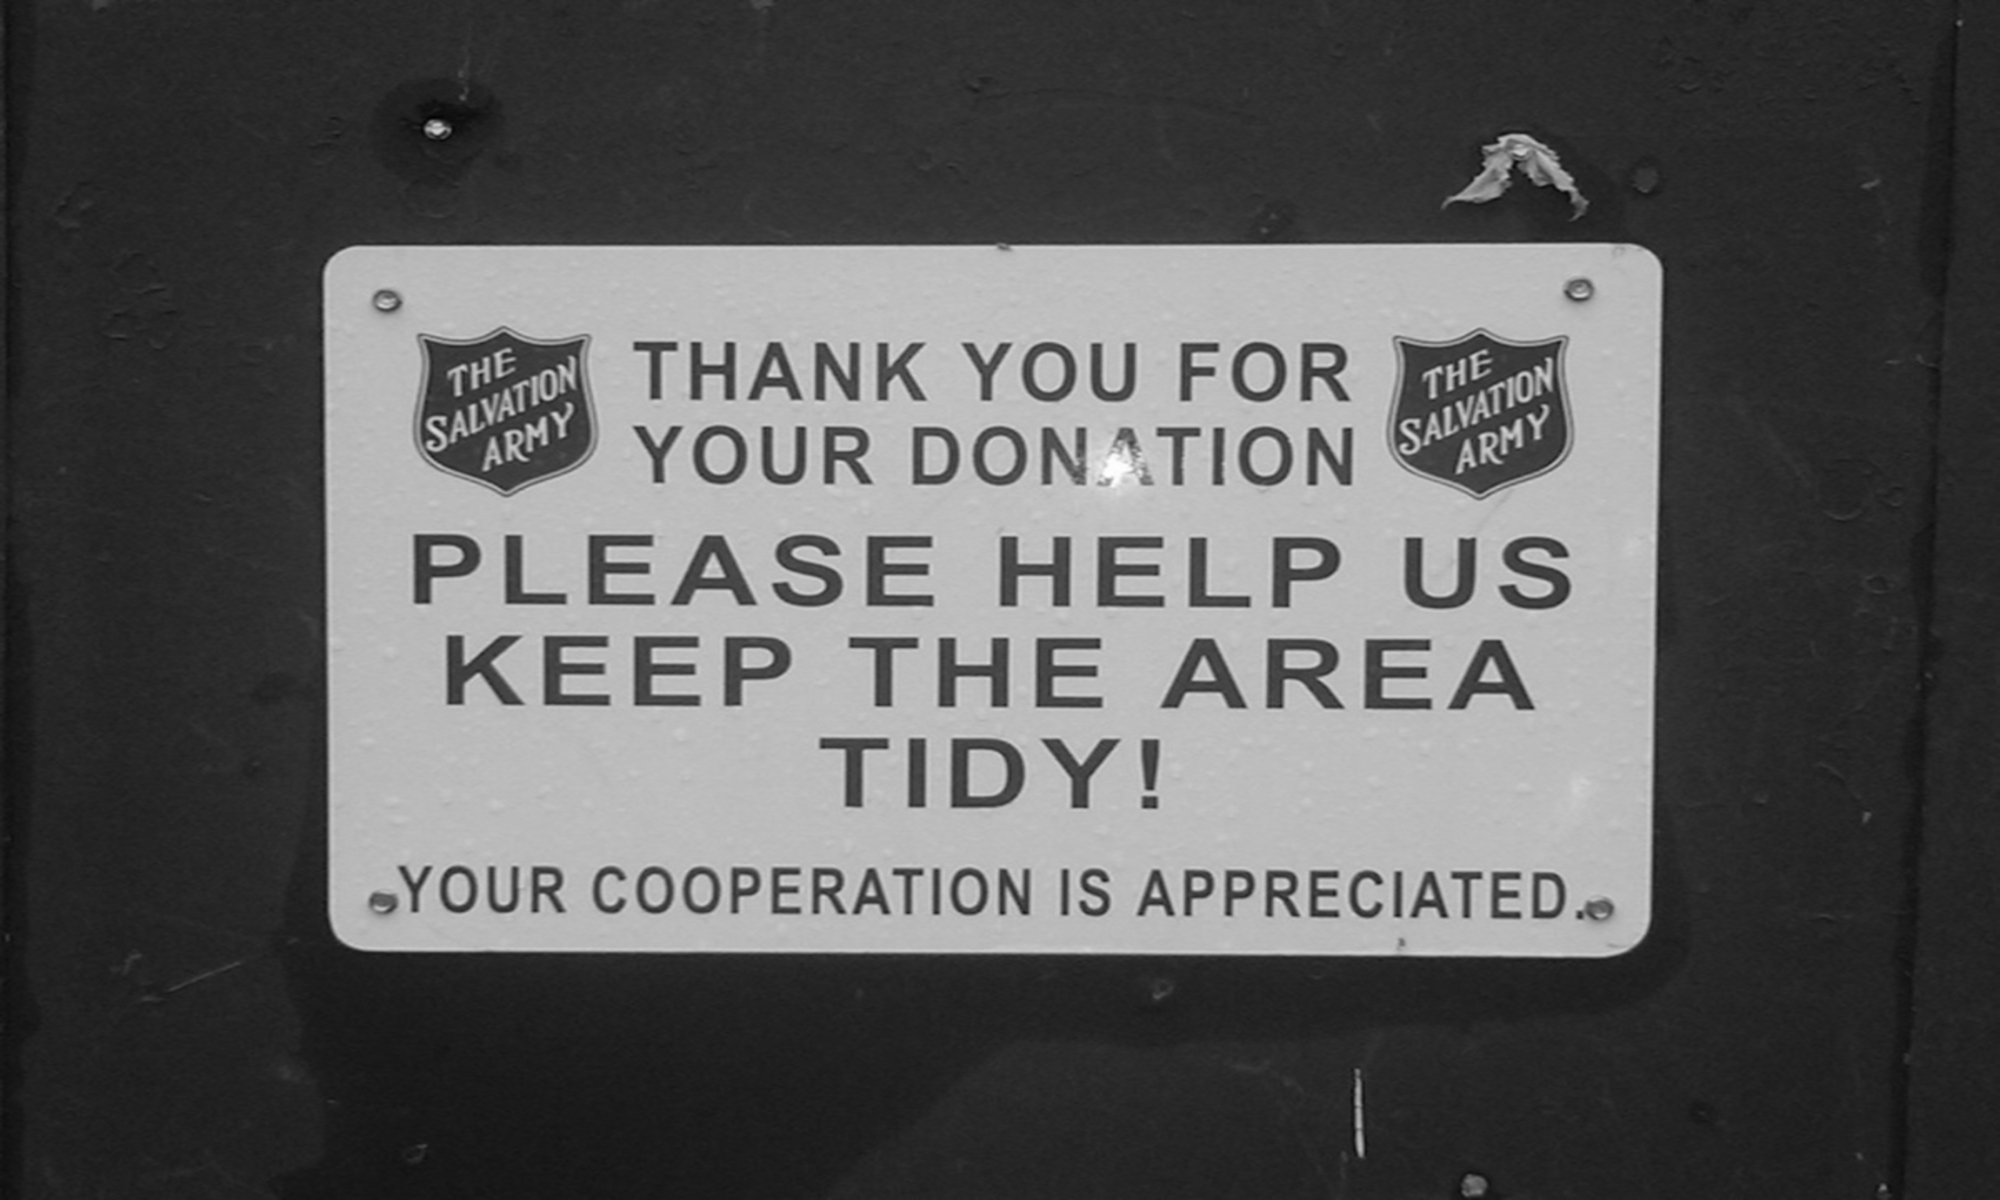 THE
SALVATION
ARMY
THANK YOU FOR
YOUR DONATION
THE
SALVATION
ARMY
PLEASE HELP US
KEEP THE AREA
TIDY!
YOUR COOPERATION IS APPRECIATED.